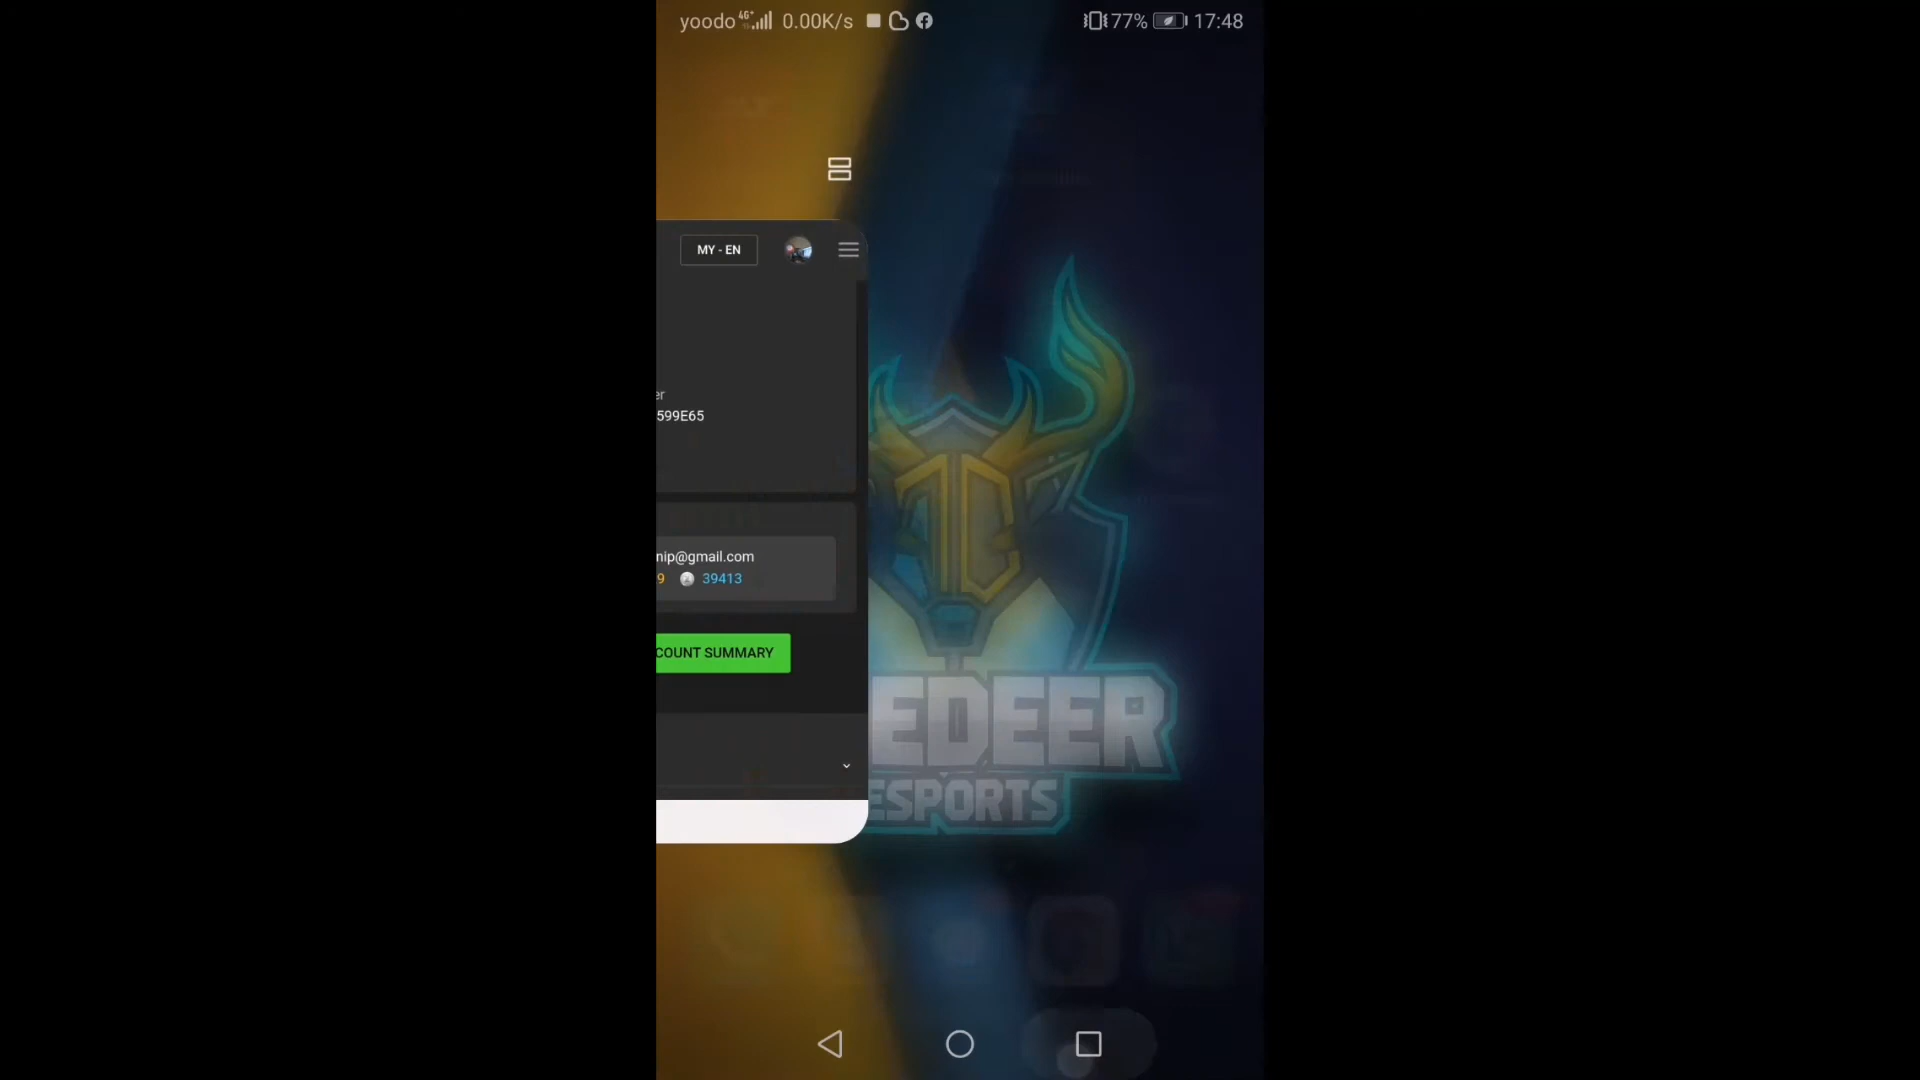 yoodo 4G+ 0.00K/s 77% 17:48
MY - EN
er
599E65
nip@gmail.com
9 39413
COUNT SUMMARY
EDEER
ESPORTS